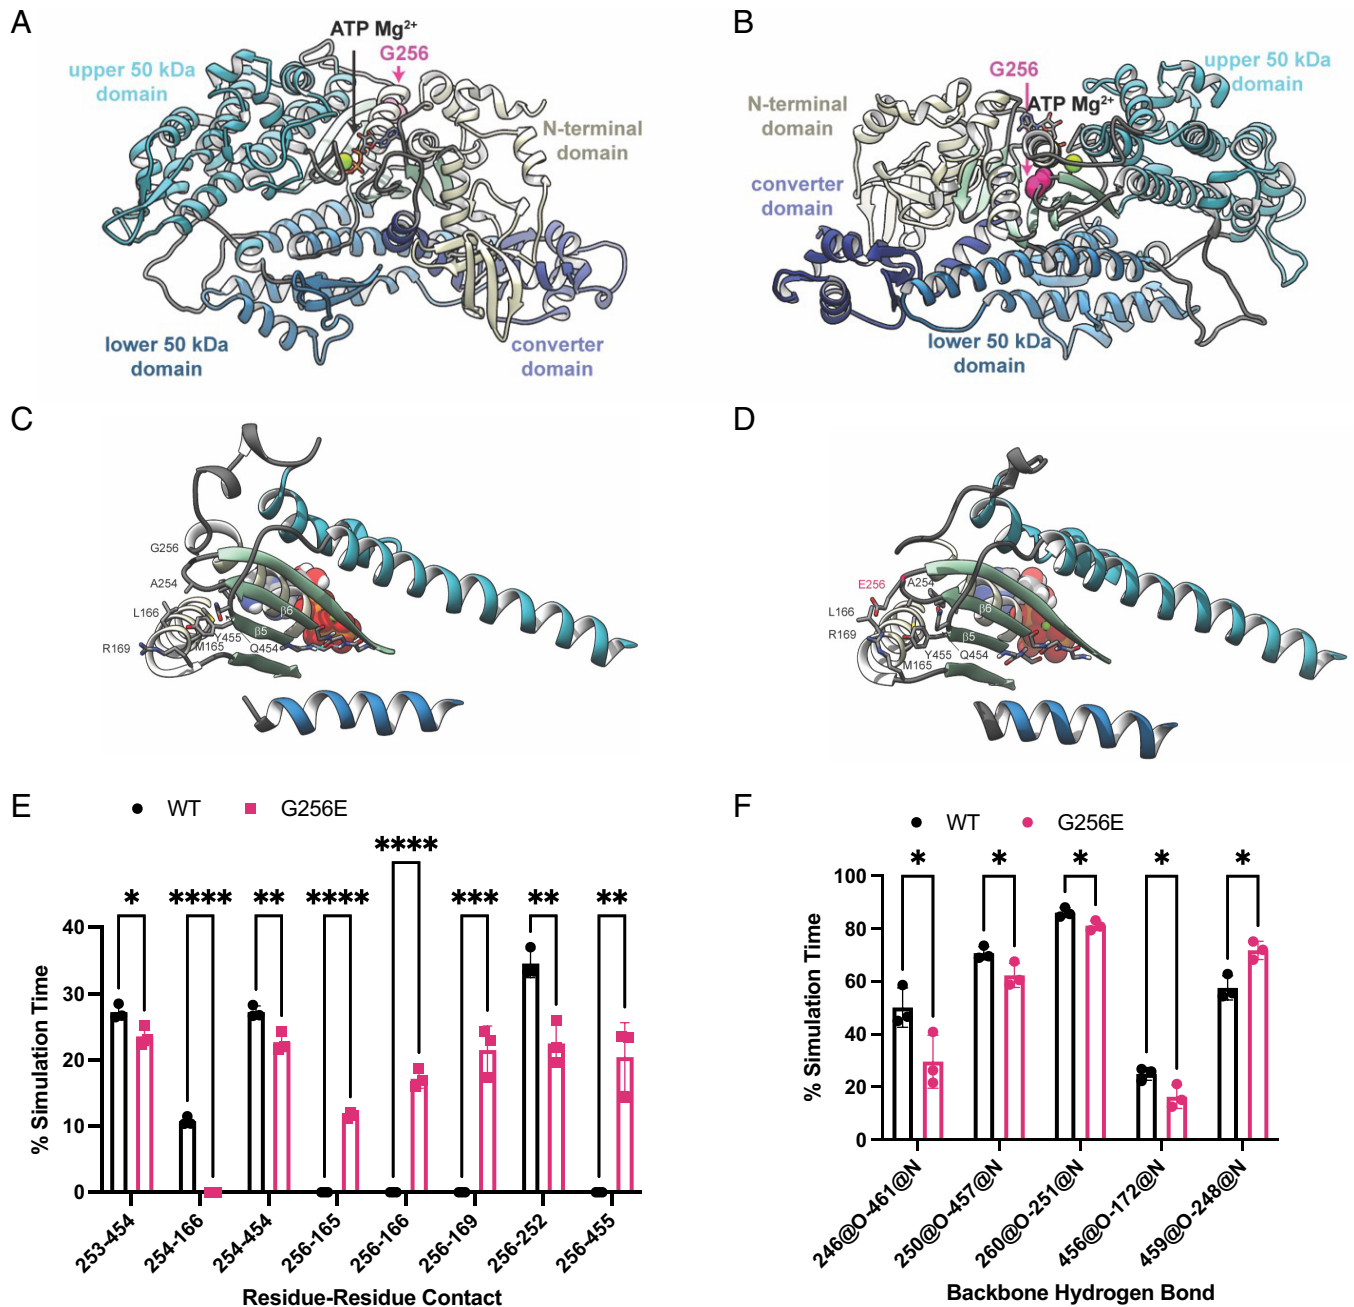 A
ATP Mg2+
G256
upper 50 kDa
domain
N-terminal
domain
lower 50 kDa
domain
converter
domain
B
G256
ATP Mg2+
upper 50 kDa
domain
N-terminal
domain
converter
domain
lower 50 kDa
domain
C
G256
A254
L166
R169
M165
Y455
Q454
β6
β5
D
E256
A254
L166
R169
M165
Y455
Q454
β6
β5
E
WT
G256E
****
* **** ** **** *** ** **
% Simulation Time
40
30
20
10
0
253-454
254-166
254-454
256-165
256-166
256-169
256-252
256-455
Residue-Residue Contact
F
WT
G256E
* * * * *
% Simulation Time
100
80
60
40
20
0
246@O-461@N
250@O-457@N
260@O-251@N
456@O-172@N
459@O-248@N
Backbone Hydrogen Bond